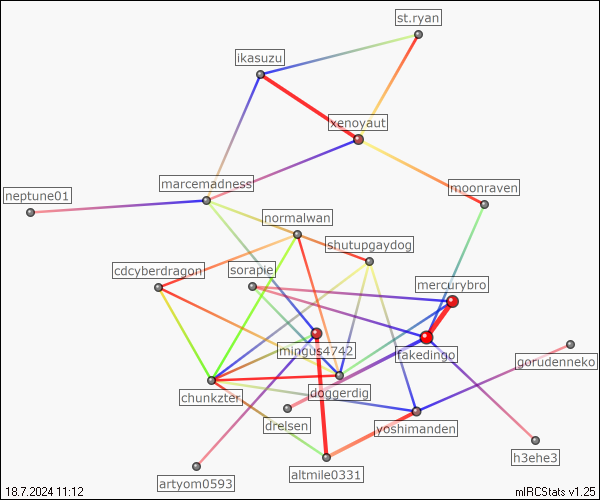 st.ryan
ikasuzu
xenoyaut
marcemadness
moonraven
neptune01
normalwan
shutupgaydog
cdcyberdragon
sorapie
mercurybro
mingus4742
fakedingo
gorudenneko
chunkzter
doggerdig
drelsen
yoshimanden
h3ehe3
altmile0331
artyom0593
18.7.2024 11:12
mIRCStats v1.25